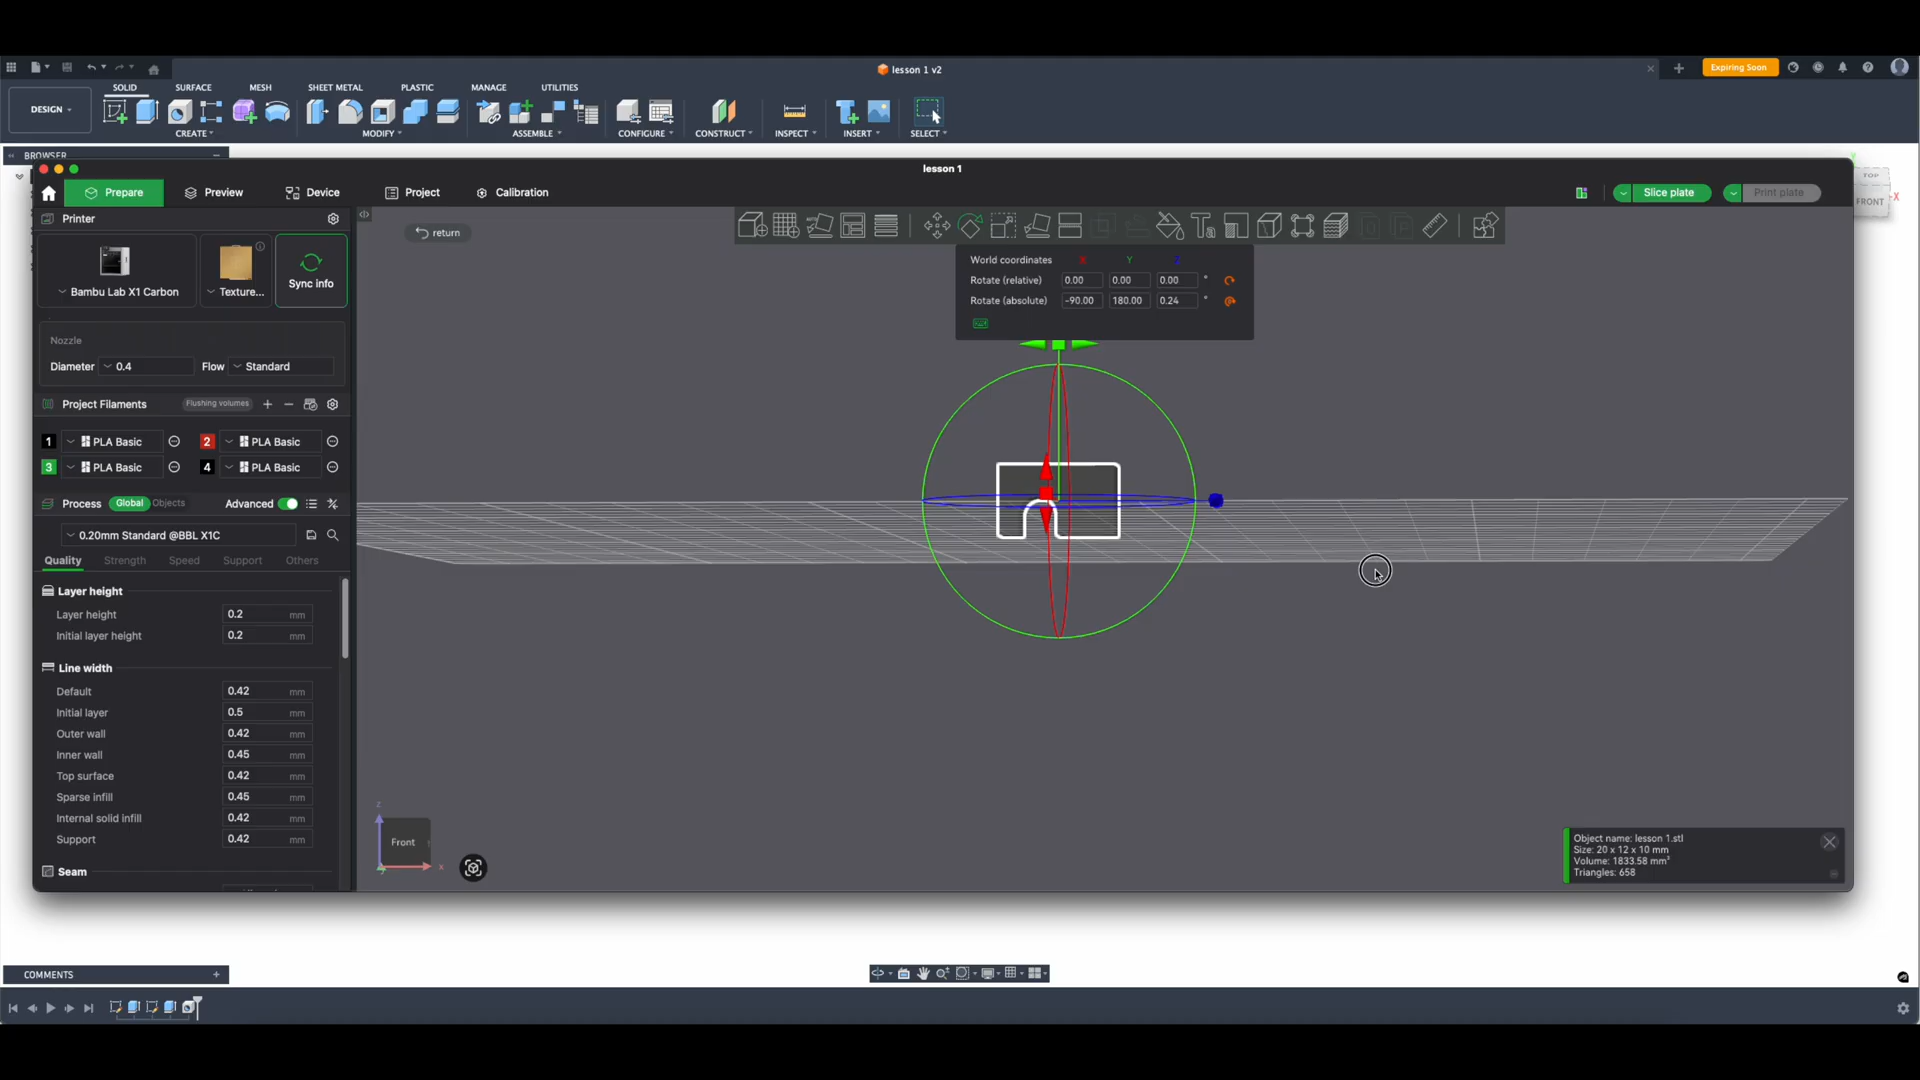 lesson 1 v2
Expiring Soon
SOLID SURFACE MESH SHEET METAL PLASTIC MANAGE UTILITIES
DESIGN
CREATE MODIFY ASSEMBLE CONFIGURE CONSTRUCT INSPECT INSERT SELECT
BROWSER
TOP
FRONT
X
lesson 1
Prepare Preview Device Project Calibration
Slice plate Print plate
Printer
return
Bambu Lab X1 Carbon
Texture...
Sync info
World coordinates X Y Z
Rotate (relative) 0.00 0.00 0.00 °
Rotate (absolute) -90.00 180.00 0.24 °
Nozzle
Diameter 0.4 Flow Standard
Project Filaments Flushing volumes
1 PLA Basic 2 PLA Basic
3 PLA Basic 4 PLA Basic
Process Global Objects Advanced
0.20mm Standard @BBL X1C
Quality Strength Speed Support Others
Layer height
Layer height 0.2 mm
Initial layer height 0.2 mm
Line width
Default 0.42 mm
Initial layer 0.5 mm
Outer wall 0.42 mm
Inner wall 0.45 mm
Top surface 0.42 mm
Sparse infill 0.45 mm
Internal solid infill 0.42 mm
Support 0.42 mm
Seam
z
Front
x
y
Object name: lesson 1.stl
Size: 20 x 12 x 10 mm
Volume: 1833.58 mm³
Triangles: 658
COMMENTS